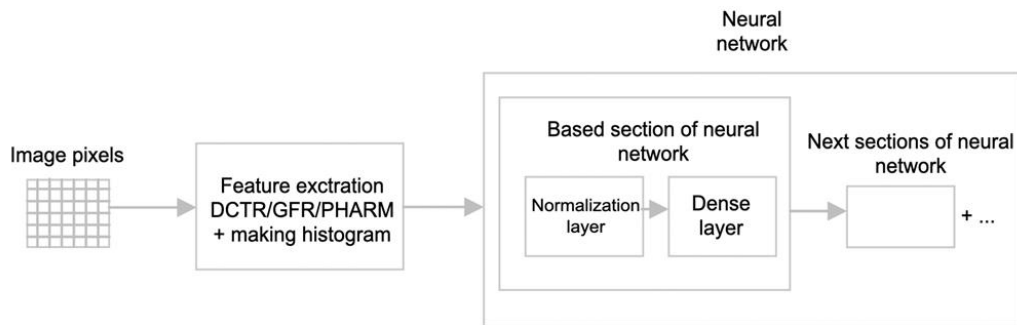 Neural
network
Image pixels
Feature exctration
DCTR/GFR/PHARM
+ making histogram
Based section of neural
network
Normalization
layer
Dense
layer
Next sections of neural
network
+ ...